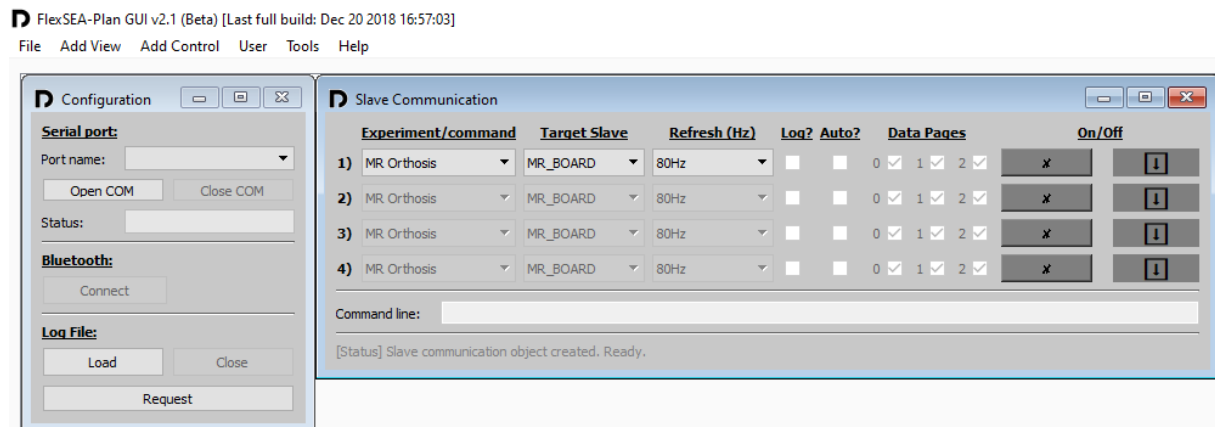 FlexSEA-Plan GUI v2.1 (Beta) [Last full build: Dec 20 2018 16:57:03]
File Add View Add Control User Tools Help
Configuration
Serial port:
Port name:
Open COM Close COM
Status:
Bluetooth:
Connect
Log File:
Load Close
Request
Slave Communication
Experiment/command Target Slave Refresh (Hz) Log? Auto? Data Pages On/Off
1) MR Orthosis MR_BOARD 80Hz 0 1 2 x
2) MR Orthosis MR_BOARD 80Hz 0 1 2 x
3) MR Orthosis MR_BOARD 80Hz 0 1 2 x
4) MR Orthosis MR_BOARD 80Hz 0 1 2 x
Command line:
[Status] Slave communication object created. Ready.